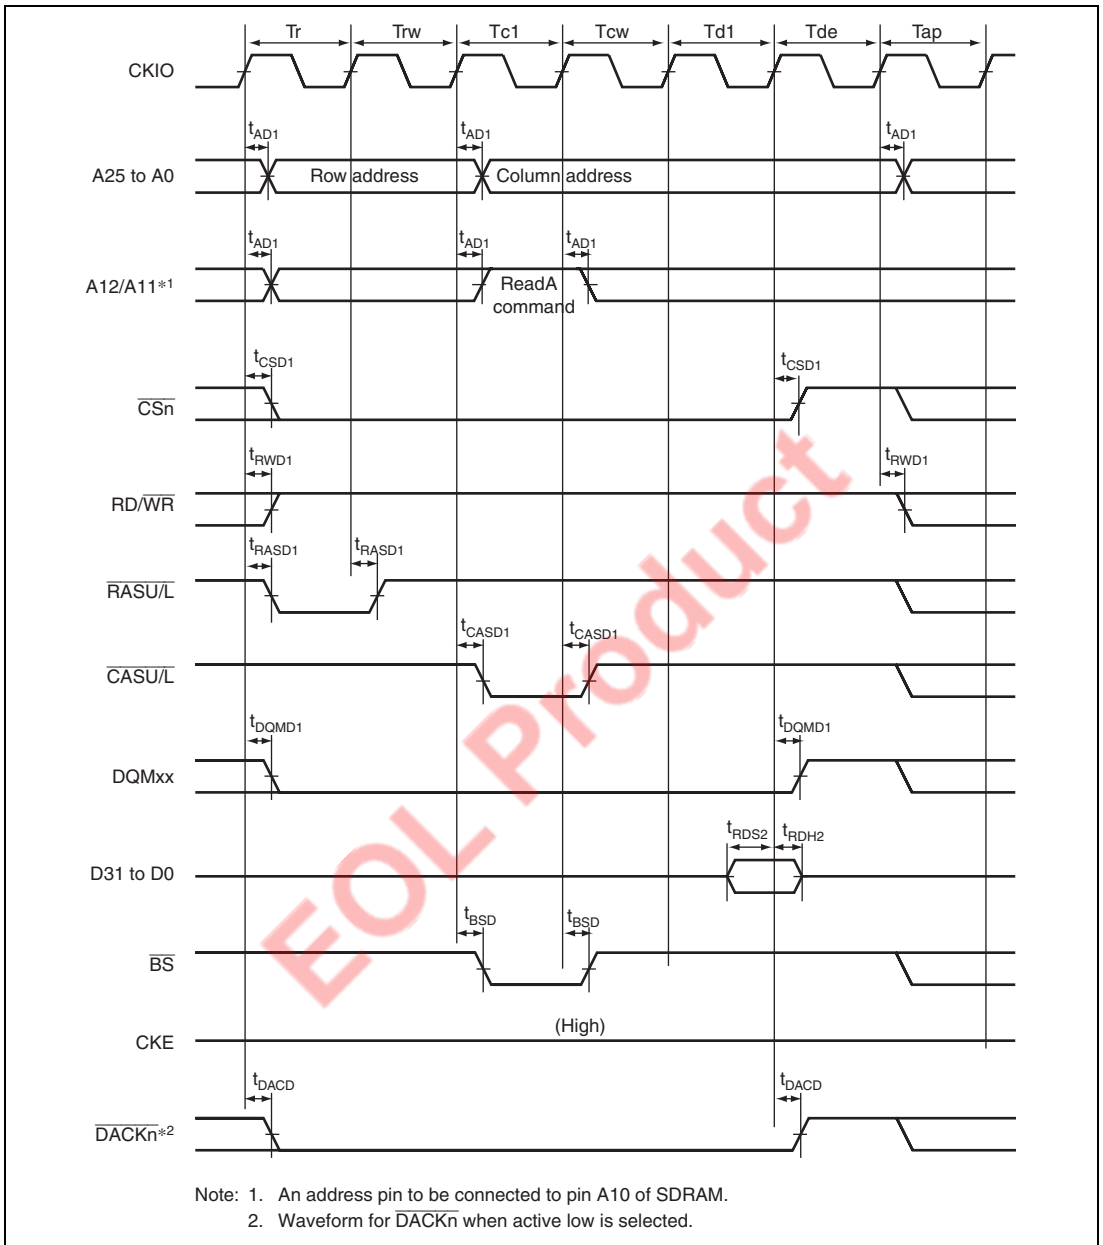 Tr Trw Tc1 Tcw Td1 Tde Tap
CKIO
tAD1 tAD1 tAD1
A25 to A0 Row address Column address
tAD1 tAD1 tAD1
A12/A11*1 ReadA
command
tCSD1 tCSD1
CSn
tRWD1 tRWD1
RD/WR
tRASD1 tRASD1
RASU/L
tCASD1 tCASD1
CASU/L
tDQMD1 tDQMD1
DQMxx
tRDS2 tRDH2
D31 to D0
tBSD tBSD
BS
(High)
CKE
tDACD tDACD
DACKn*2
Note: 1. An address pin to be connected to pin A10 of SDRAM.
2. Waveform for DACKn when active low is selected.
EOL Product